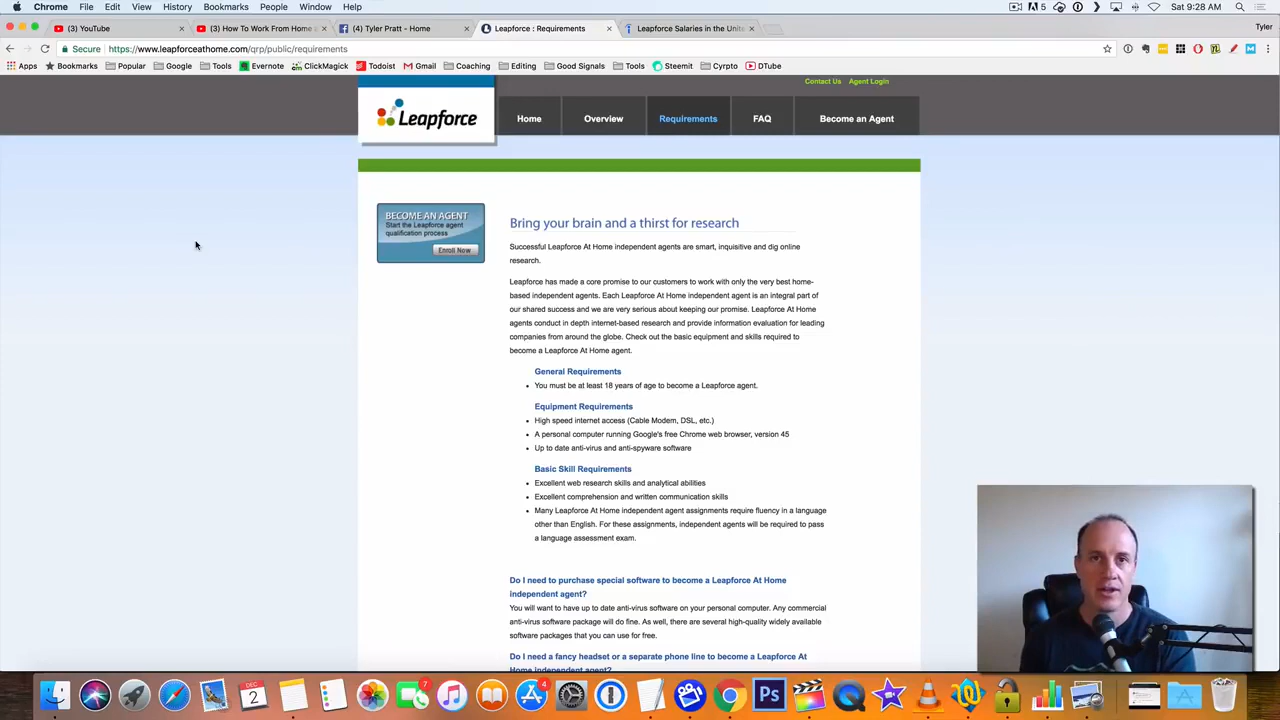 Chrome File Edit View History Bookmarks People Window Help
5
Sat 9:28 AM Tyler
(3) YouTube
(3) How To Work From Home
(4) Tyler Pratt - Home
Leapforce : Requirements
Leapforce Salaries in the Unite
Tyler
Secure https://www.leapforceathome.com/qrp/public/requirements
Apps Bookmarks Popular Google Tools Evernote ClickMagick Todoist Gmail Coaching Editing Good Signals Tools Steemit Cyrpto DTube
Contact Us Agent Login
Leapforce
Home Overview Requirements FAQ Become an Agent
BECOME AN AGENT
Start the Leapforce agent
qualification process
Enroll Now
Bring your brain and a thirst for research
Successful Leapforce At Home independent agents are smart, inquisitive and dig online
research.
Leapforce has made a core promise to our customers to work with only the very best home-
based independent agents. Each Leapforce At Home independent agent is an integral part of
our shared success and we are very serious about keeping our promise. Leapforce At Home
agents conduct in depth internet-based research and provide information evaluation for leading
companies from around the globe. Check out the basic equipment and skills required to
become a Leapforce At Home agent.
General Requirements
• You must be at least 18 years of age to become a Leapforce agent.
Equipment Requirements
• High speed internet access (Cable Modem, DSL, etc.)
• A personal computer running Google's free Chrome web browser, version 45
• Up to date anti-virus and anti-spyware software
Basic Skill Requirements
• Excellent web research skills and analytical abilities
• Excellent comprehension and written communication skills
• Many Leapforce At Home independent agent assignments require fluency in a language
other than English. For these assignments, independent agents will be required to pass
a language assessment exam.
Do I need to purchase special software to become a Leapforce At Home
independent agent?
You will want to have up to date anti-virus software on your personal computer. Any commercial
anti-virus software package will do fine. As well, there are several high-quality widely available
software packages that you can use for free.
Do I need a fancy headset or a separate phone line to become a Leapforce At
Home independent agent?
DEC
2
7
4
Ps